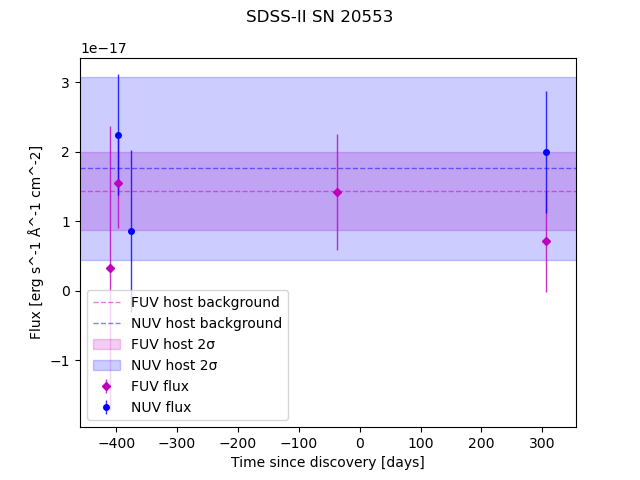 SDSS-II SN 20553
1e−17
Flux [erg s^-1 Å^-1 cm^-2]
3
2
1
0
−1
FUV host background
NUV host background
FUV host 2σ
NUV host 2σ
FUV flux
NUV flux
−400 −300 −200 −100 0 100 200 300
Time since discovery [days]